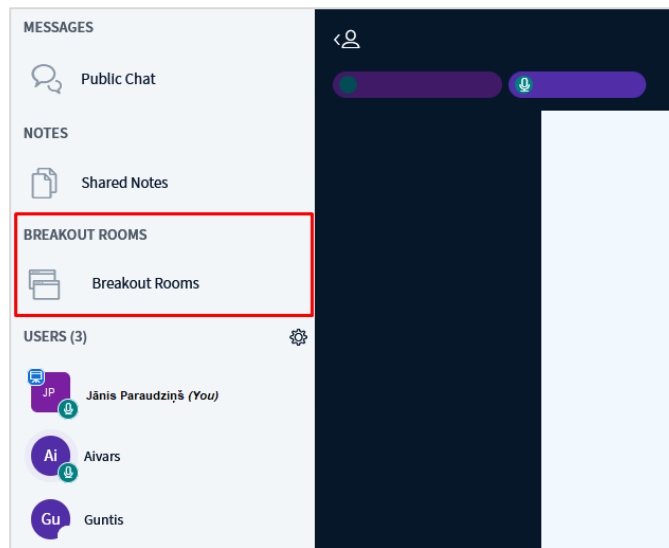 MESSAGES
Public Chat
NOTES
Shared Notes
BREAKOUT ROOMS
Breakout Rooms
USERS (3)
JP
Jānis Paraudziņš (You)
Ai
Aivars
Gu
Guntis